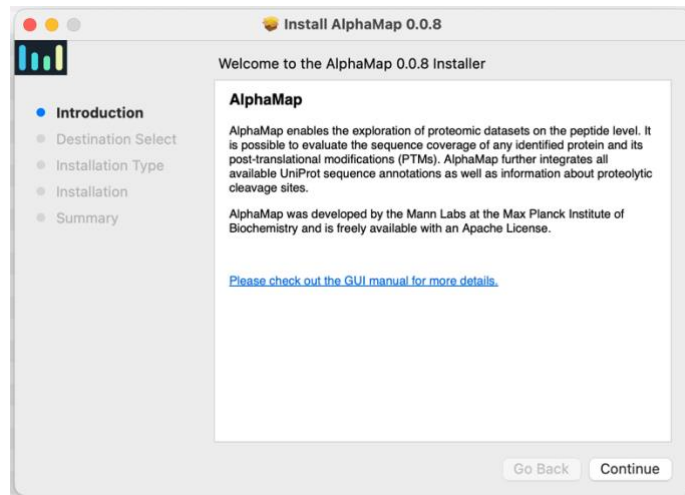 Install AlphaMap 0.0.8
Welcome to the AlphaMap 0.0.8 Installer
Introduction
Destination Select
Installation Type
Installation
Summary
AlphaMap
AlphaMap enables the exploration of proteomic datasets on the peptide level. It
is possible to evaluate the sequence coverage of any identified protein and its
post-translational modifications (PTMs). AlphaMap further integrates all
available UniProt sequence annotations as well as information about proteolytic
cleavage sites.
AlphaMap was developed by the Mann Labs at the Max Planck Institute of
Biochemistry and is freely available with an Apache License.
Please check out the GUI manual for more details.
Go Back
Continue